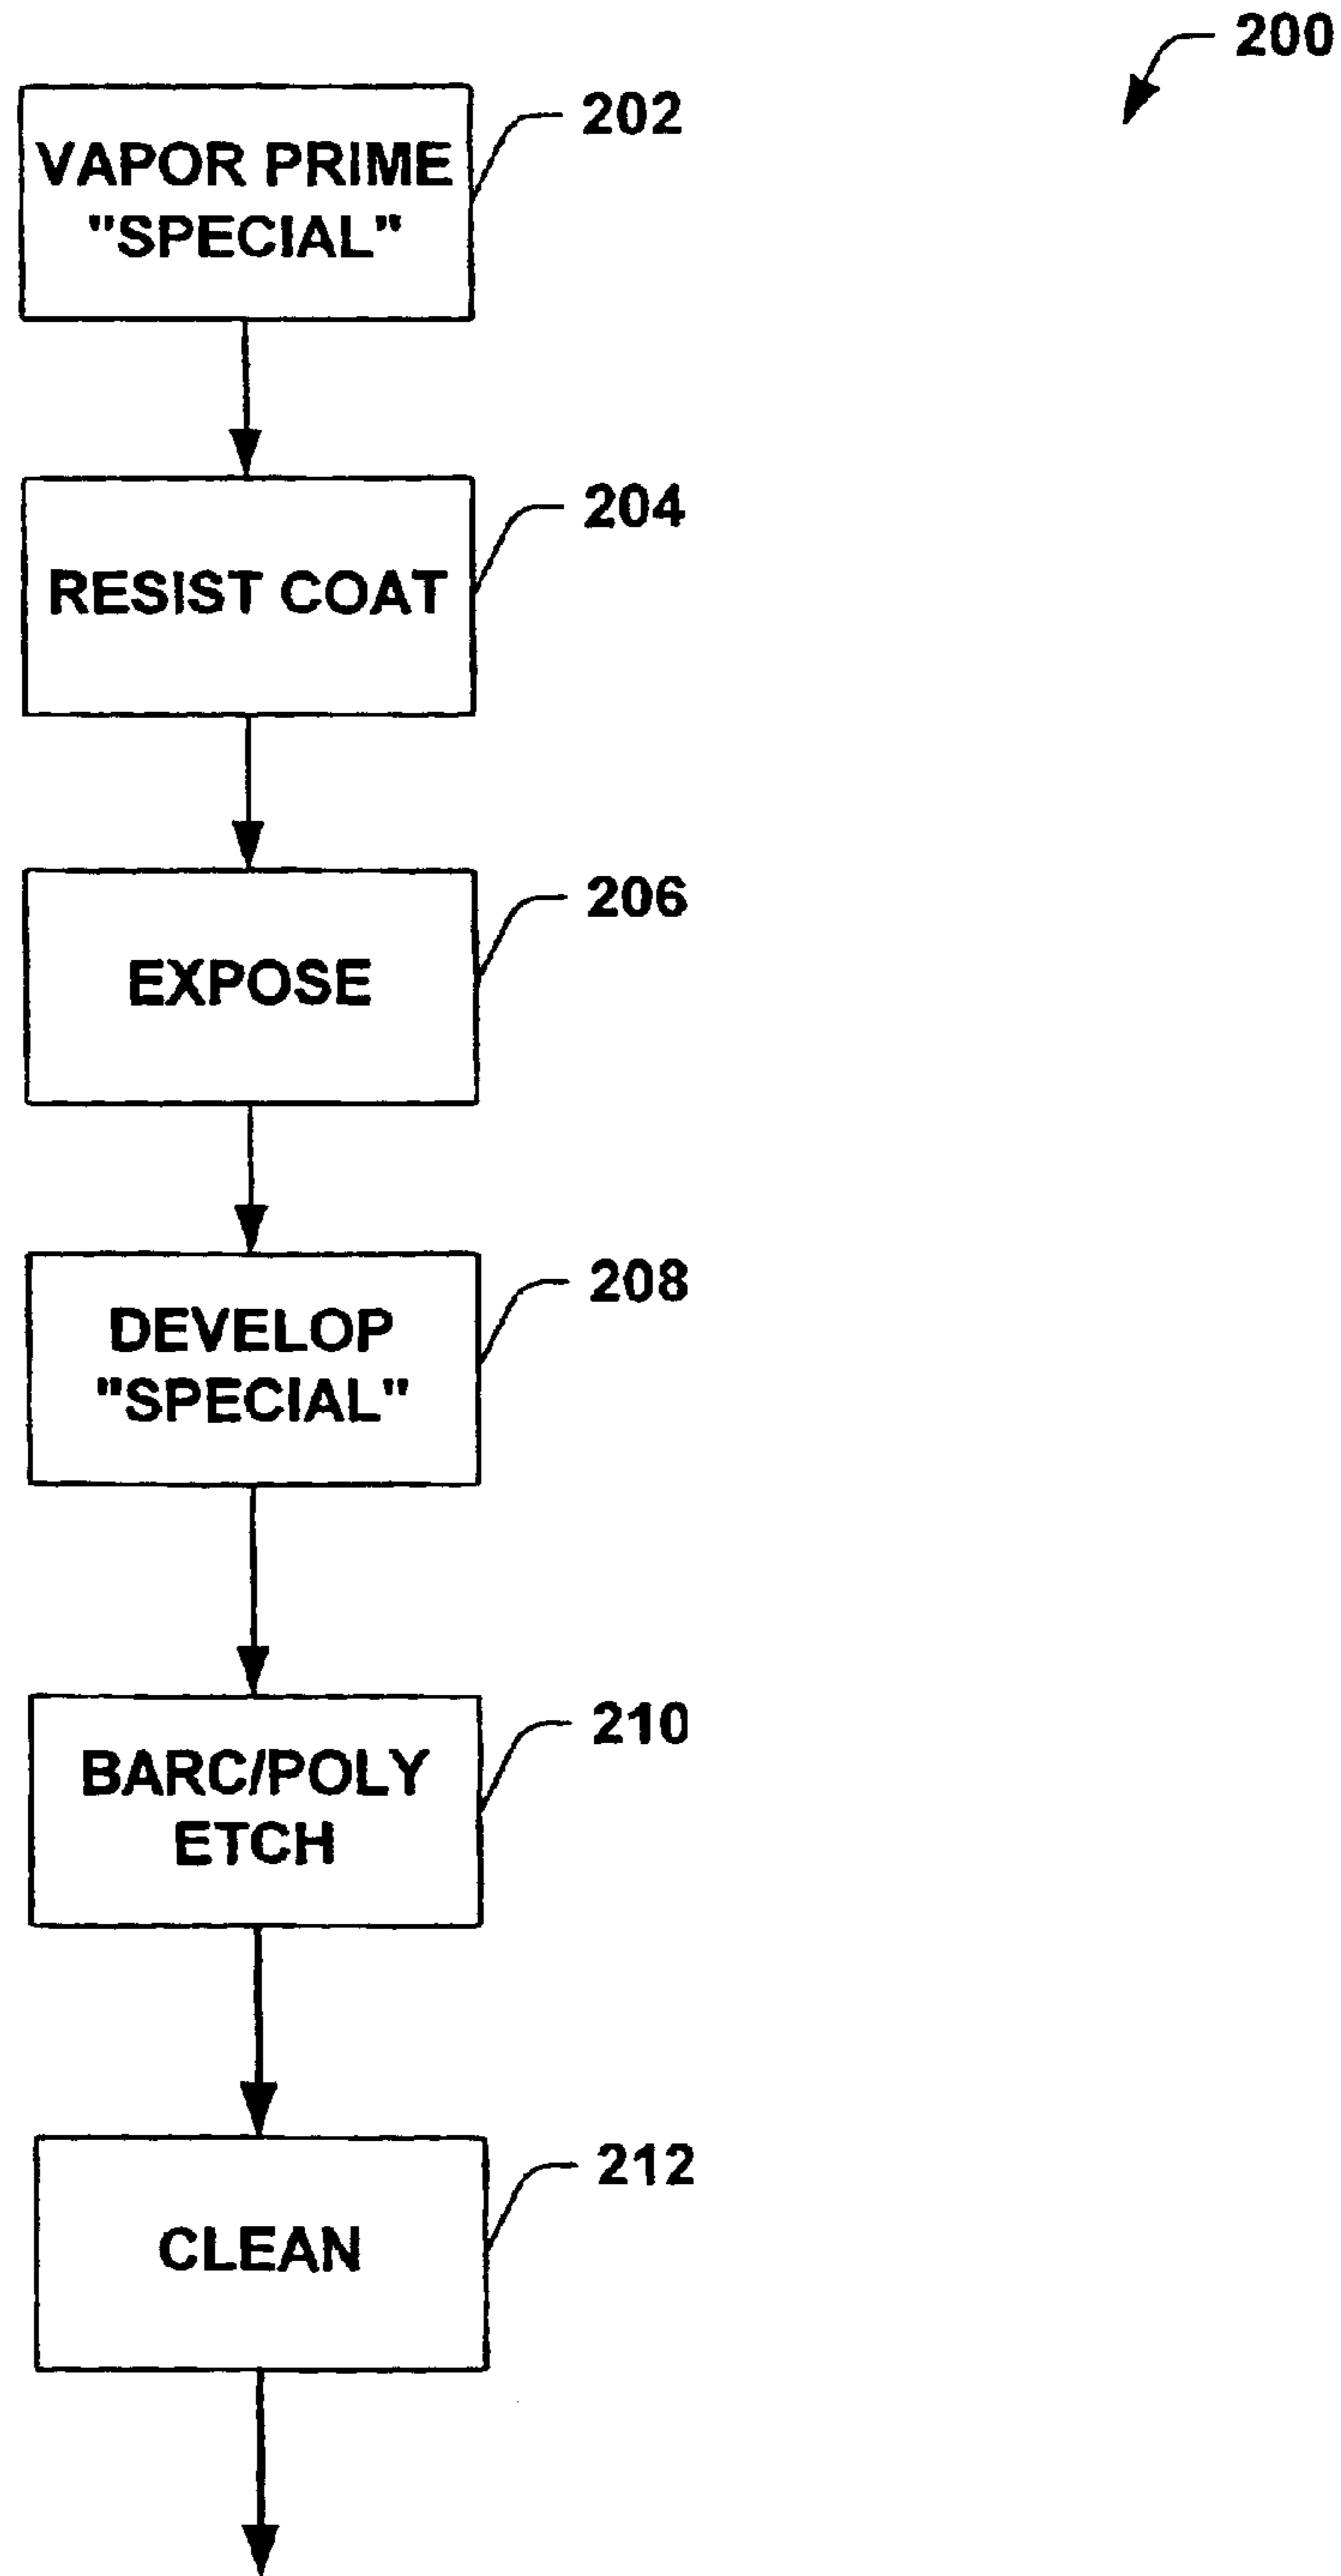 200
202
VAPOR PRIME
"SPECIAL"
204
RESIST COAT
206
EXPOSE
208
DEVELOP
"SPECIAL"
210
BARC/POLY
ETCH
212
CLEAN